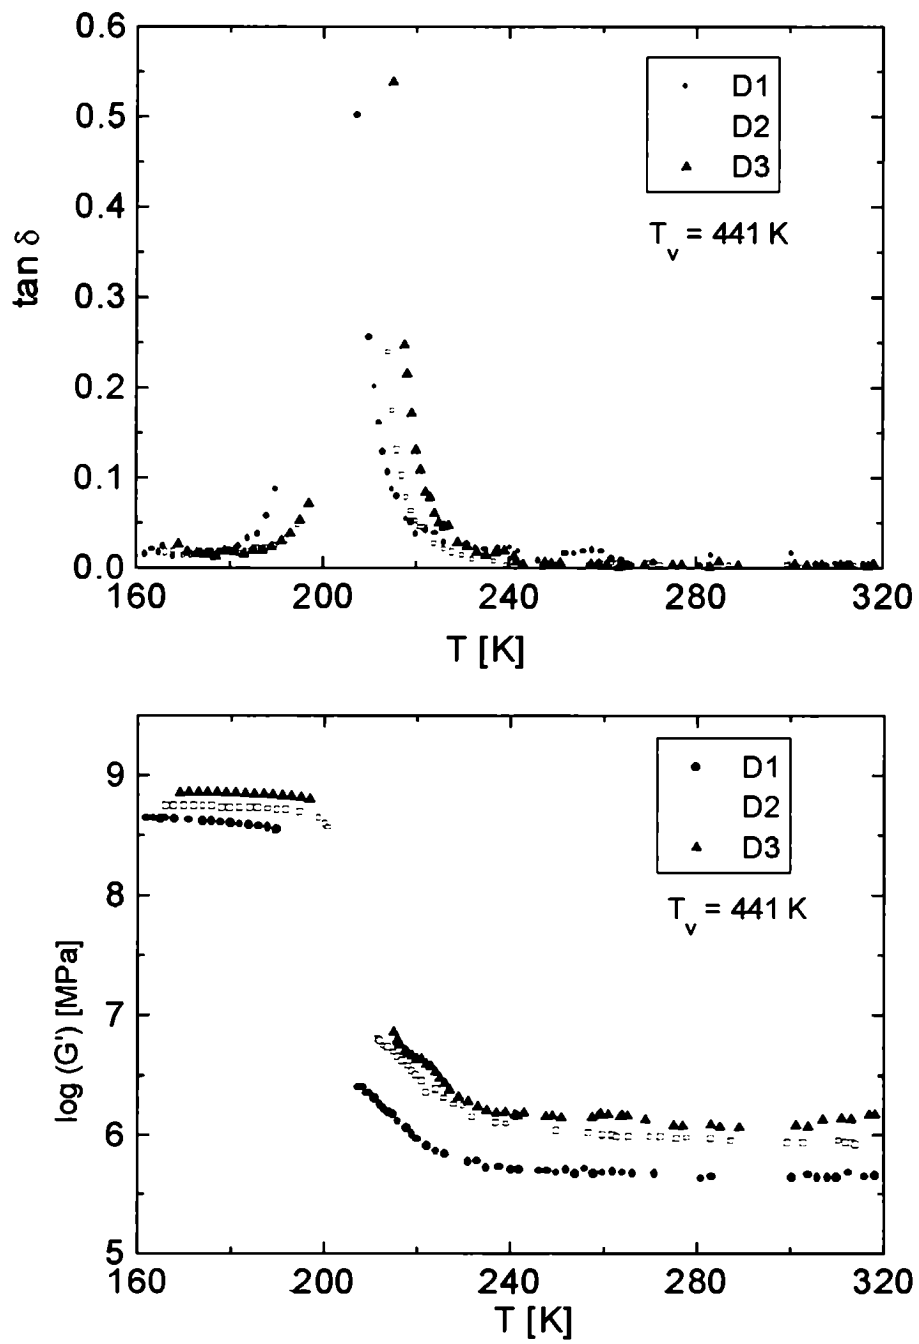 0.6
0.5
0.4
0.3
0.2
0.1
0.0
tan δ
D1
D2
D3
T_v = 441 K
160 200 240 280 320
T [K]
9
8
7
6
5
log (G') [MPa]
D1
D2
D3
T_v = 441 K
160 200 240 280 320
T [K]